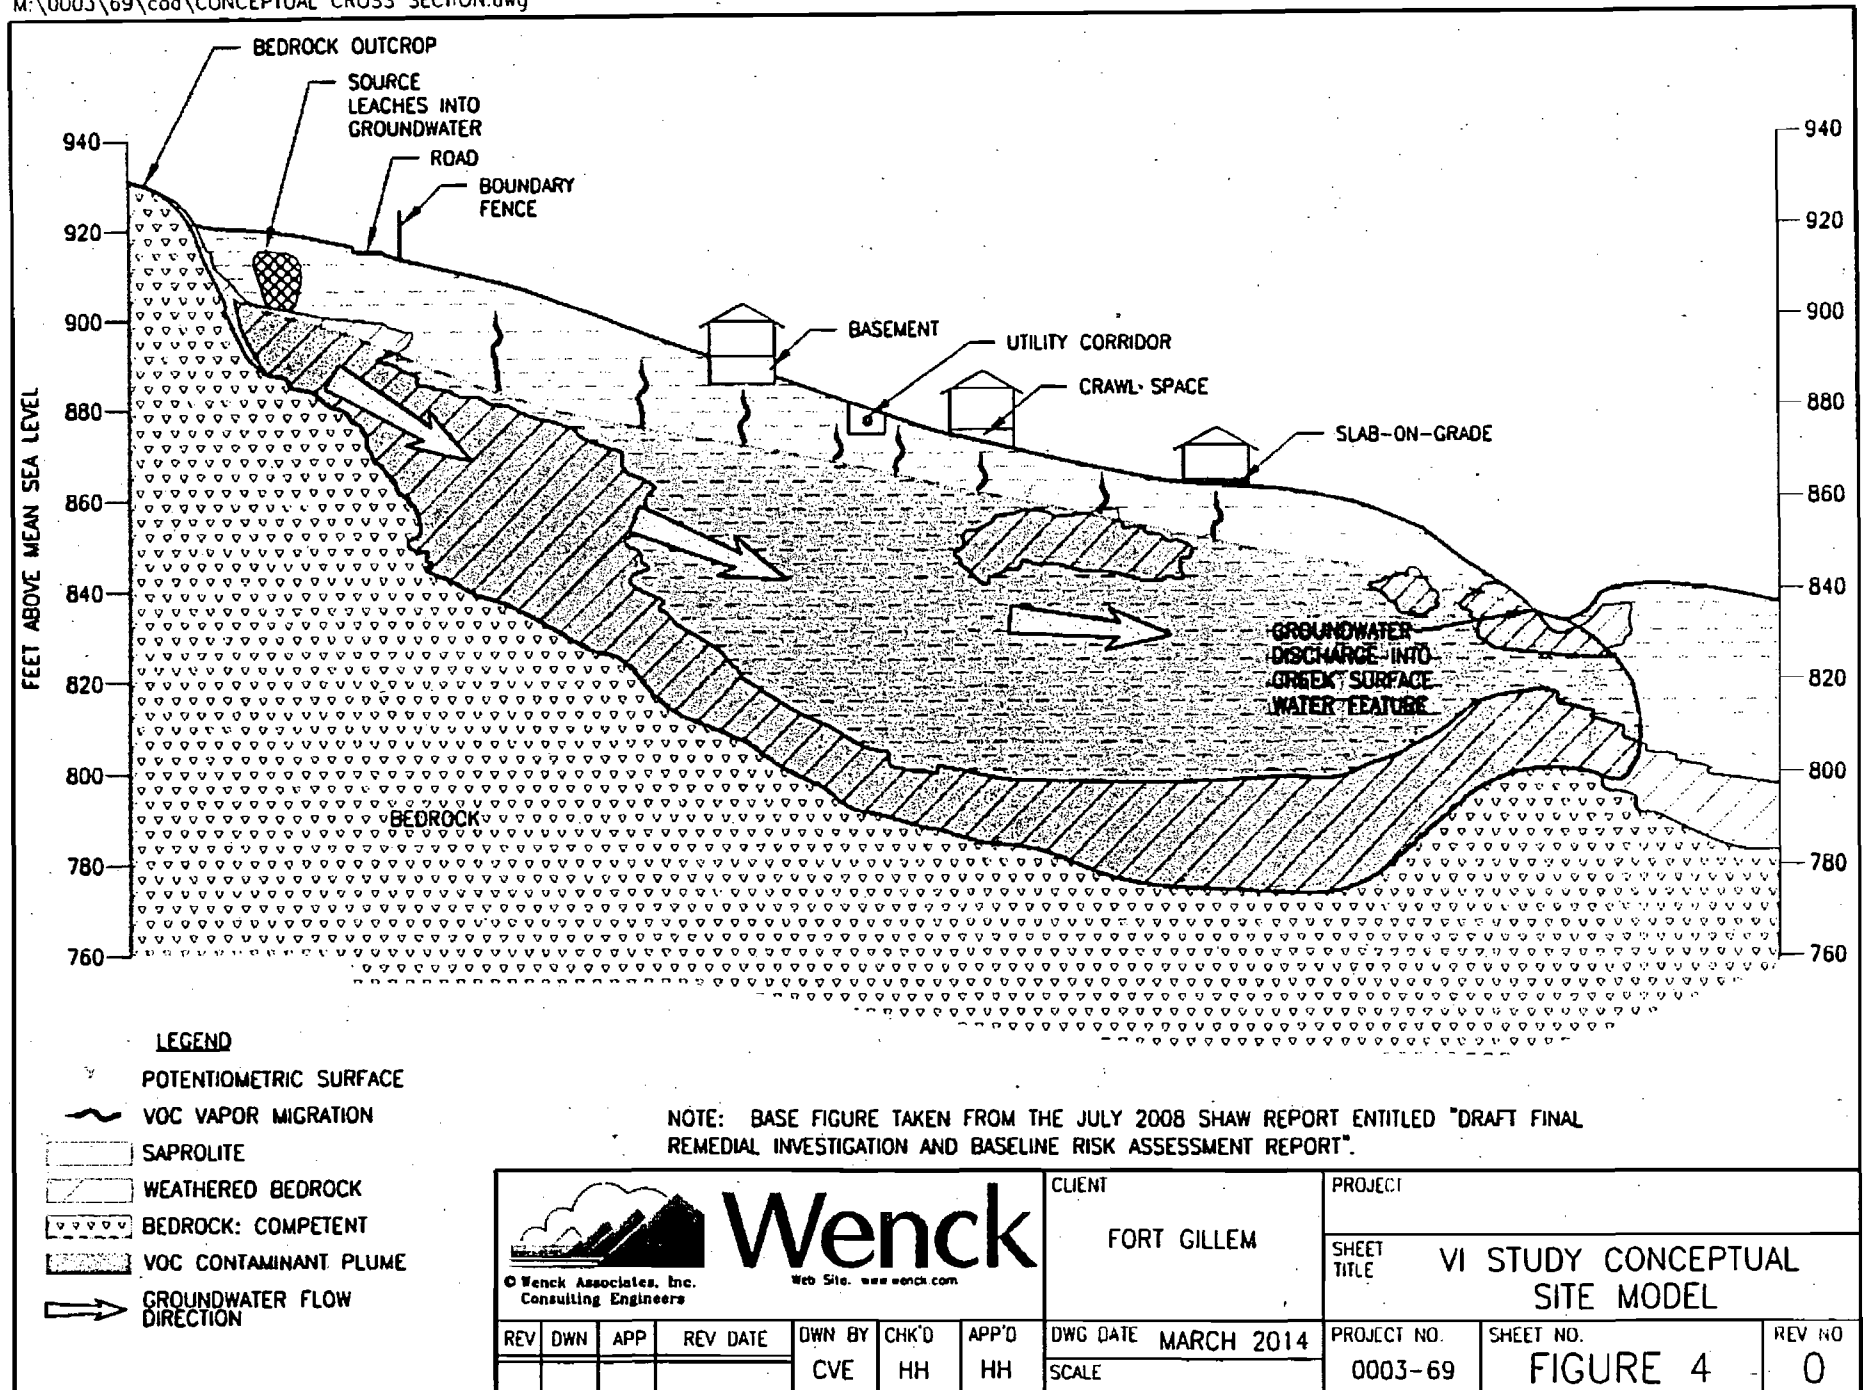 M:\0003\69\cad\CONCEPTUAL CROSS SECTION.dwg
BEDROCK OUTCROP
SOURCE
LEACHES INTO
GROUNDWATER
ROAD
BOUNDARY
FENCE
940
920
900
880
860
840
820
800
780
760
FEET ABOVE MEAN SEA LEVEL
940
920
900
880
860
840
820
800
780
760
BASEMENT
UTILITY CORRIDOR
CRAWL SPACE
SLAB-ON-GRADE
GROUNDWATER
DISCHARGE INTO
CREEK SURFACE
WATER FEATURE
BEDROCK
LEGEND
POTENTIOMETRIC SURFACE
VOC VAPOR MIGRATION
SAPROLITE
WEATHERED BEDROCK
BEDROCK: COMPETENT
VOC CONTAMINANT PLUME
GROUNDWATER FLOW
DIRECTION
NOTE: BASE FIGURE TAKEN FROM THE JULY 2008 SHAW REPORT ENTITLED "DRAFT FINAL
REMEDIAL INVESTIGATION AND BASELINE RISK ASSESSMENT REPORT".
Wenck
© Wenck Associates, Inc.
Consulting Engineers
Web Site: www.wenck.com
CLIENT
FORT GILLEM
PROJECT
SHEET
TITLE
VI STUDY CONCEPTUAL
SITE MODEL
REV DWN APP REV DATE
DWN BY
CVE
CHK'D
HH
APP'D
HH
DWG DATE MARCH 2014
SCALE
PROJECT NO.
0003-69
SHEET NO.
FIGURE 4
REV NO
0